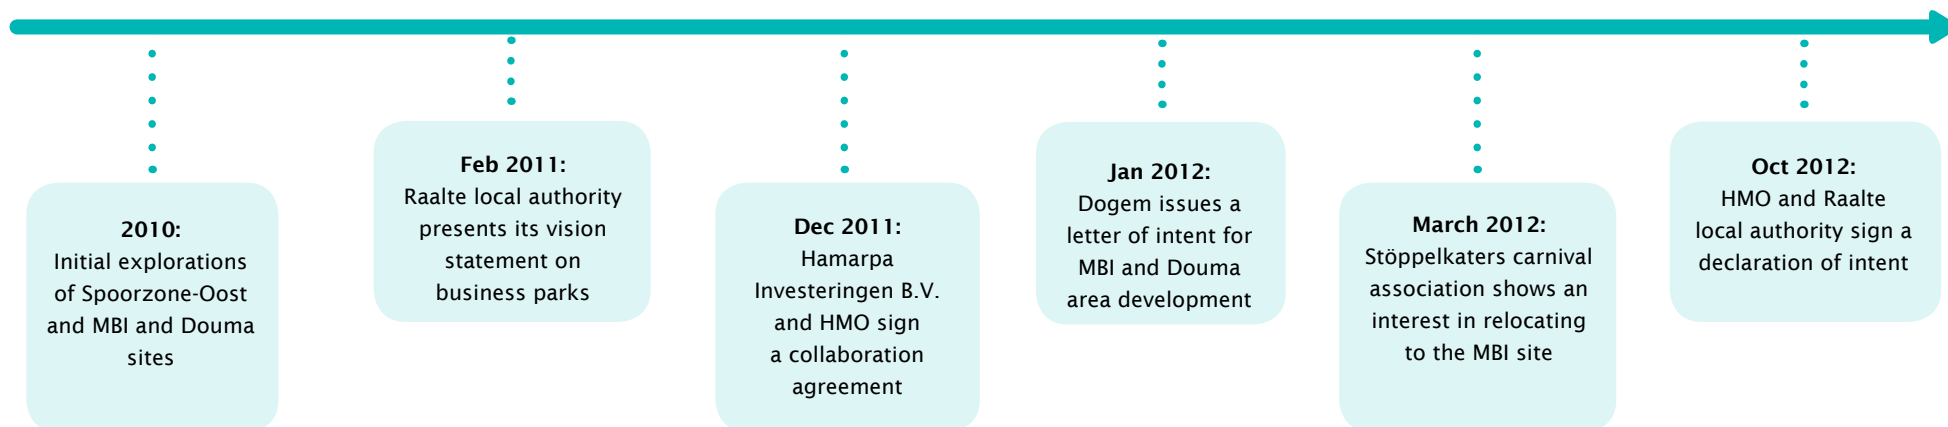 2010:
Initial explorations
of Spoorzone-Oost
and MBI and Douma
sites
Feb 2011:
Raalte local authority
presents its vision
statement on
business parks
Dec 2011:
Hamarpa
Investeringen B.V.
and HMO sign
a collaboration
agreement
Jan 2012:
Dogem issues a
letter of intent for
MBI and Douma
area development
March 2012:
Stöppelkaters carnival
association shows an
interest in relocating
to the MBI site
Oct 2012:
HMO and Raalte
local authority sign a
declaration of intent